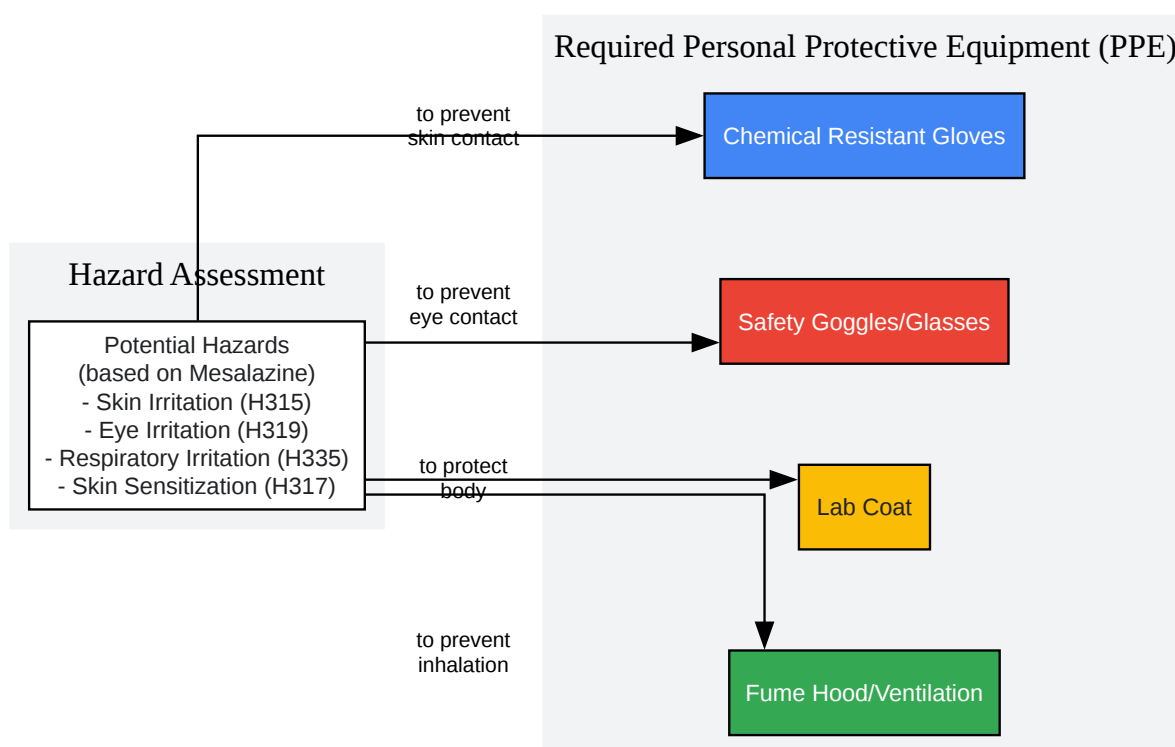 Required Personal Protective Equipment (PPE)
to prevent
skin contact
Chemical Resistant Gloves
Hazard Assessment
to prevent
eye contact
Safety Goggles/Glasses
Potential Hazards
(based on Mesalazine)
- Skin Irritation (H315)
- Eye Irritation (H319)
- Respiratory Irritation (H335)
- Skin Sensitization (H317)
to protect
body
Lab Coat
to prevent
inhalation
Fume Hood/Ventilation